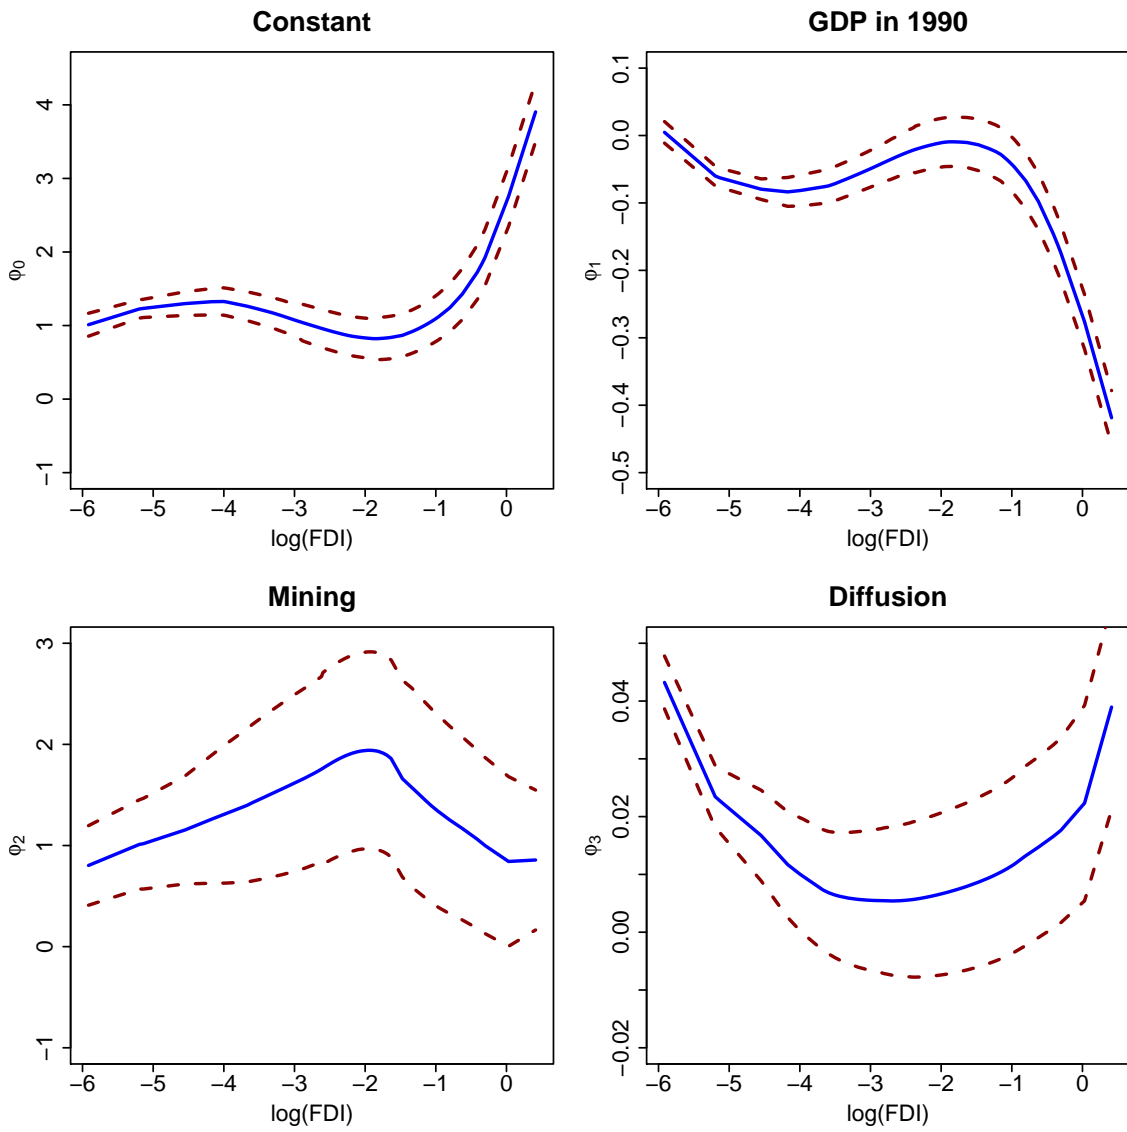 Constant
φ0
4
3
2
1
0
−1
−6 −5 −4 −3 −2 −1 0
log(FDI)
GDP in 1990
φ1
0.1
0.0
−0.1
−0.2
−0.3
−0.4
−0.5
−6 −5 −4 −3 −2 −1 0
log(FDI)
Mining
φ2
3
2
1
0
−1
−6 −5 −4 −3 −2 −1 0
log(FDI)
Diffusion
φ3
0.04
0.02
0.00
−0.02
−6 −5 −4 −3 −2 −1 0
log(FDI)